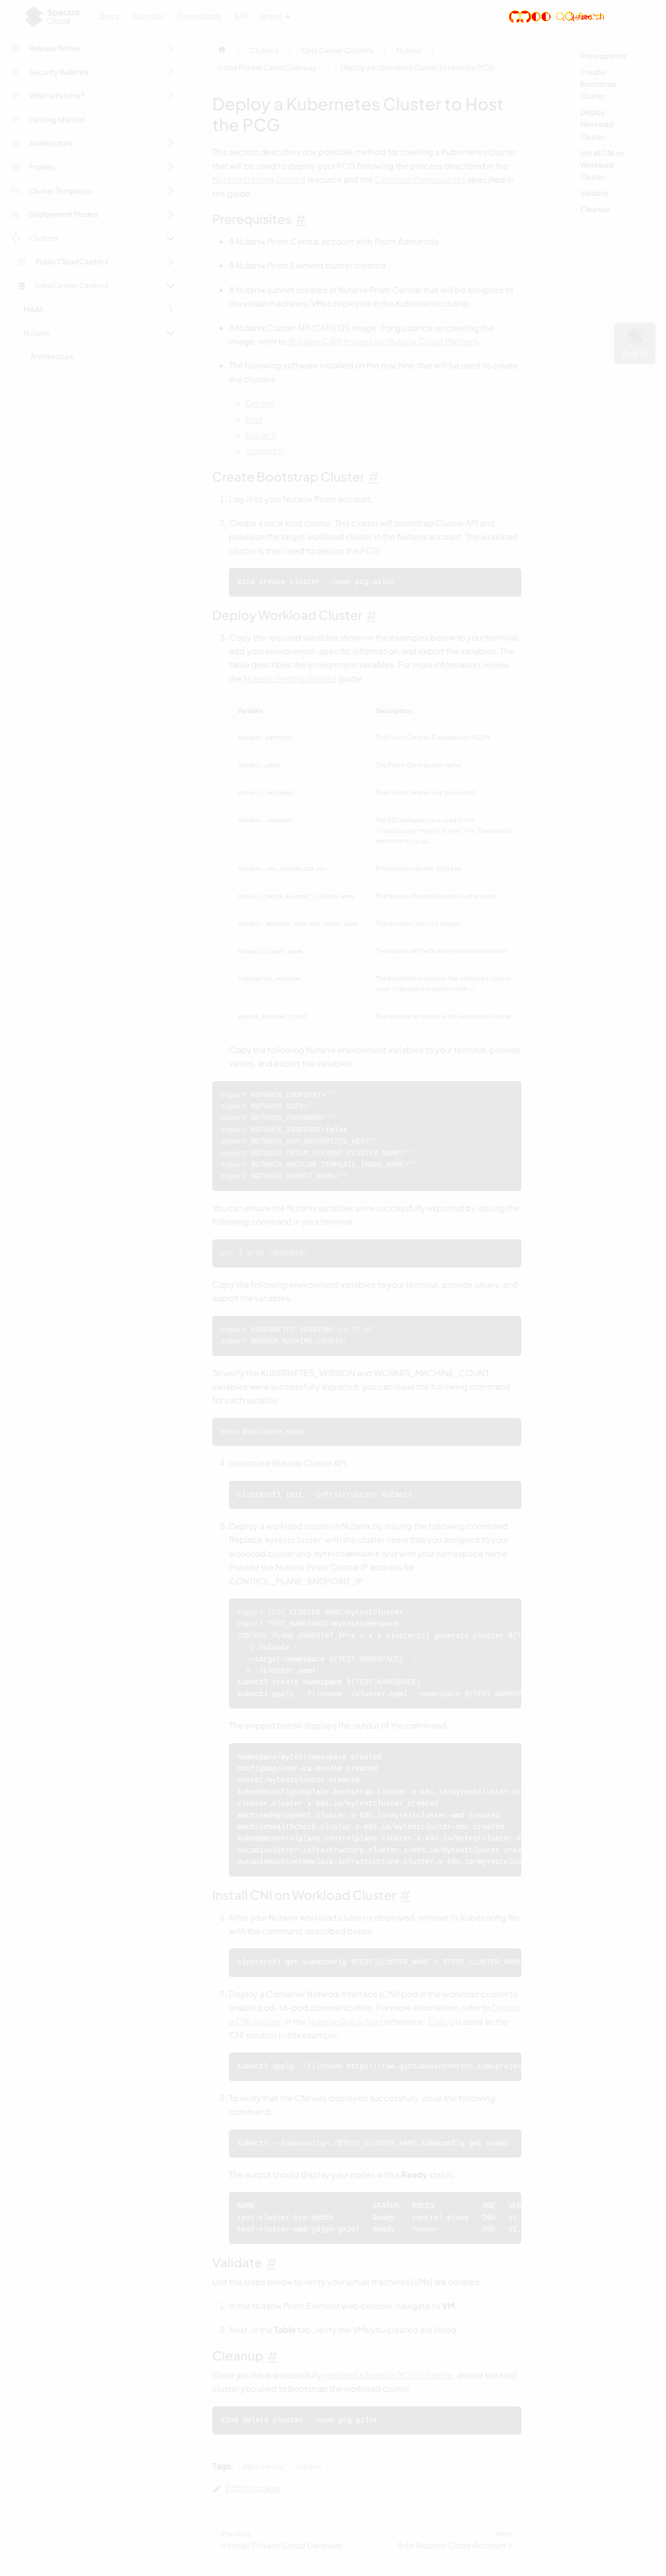 Spectro
Cloud
Docs Tutorials Downloads API latest
Release Notes
Security Bulletins
What is Palette?
Getting Started
Architecture
Profiles
Cluster Templates
Deployment Modes
Clusters
Public Cloud Clusters
Data Center Clusters
MAAS
Nutanix
Architecture
Clusters
Data Center Clusters
Nutanix
Install Private Cloud Gateway
Deploy a Kubernetes Cluster to Host the PCG
Deploy a Kubernetes Cluster to Host
the PCG
This section describes one possible method for creating a Kubernetes cluster
that will be used to deploy your PCG following the process described in the
Nutanix Getting Started resource and the Common Prerequisites specified in
the guide.
Prerequisites #
A Nutanix Prism Central account with Prism Admin role.
A Nutanix Prism Element cluster created.
A Nutanix subnet created in Nutanix Prism Central that will be assigned to
the virtual machines (VMs) deployed in the Kubernetes cluster.
A Nutanix Cluster API (CAPI) OS image. For guidance on creating the
image, refer to Building CAPI Images for Nutanix Cloud Platform.
The following software installed on the machine that will be used to create
the clusters:
Docker
kind
kubectl
clusterctl
Create Bootstrap Cluster #
1. Log in to your Nutanix Prism account.
2. Create a local kind cluster. This cluster will bootstrap Cluster API and
provision the target workload cluster in the Nutanix account. The workload
cluster is then used to deploy the PCG.
kind create cluster --name pcg-pilot
Deploy Workload Cluster #
3. Copy the required variables shown in the examples below to your terminal,
add your environment-specific information, and export the variables. The
table describes the environment variables. For more information, review
the Nutanix Getting Started guide.
Variable Description
NUTANIX_ENDPOINT The Prism Central IP address or FQDN.
NUTANIX_USER The Prism Central user name.
NUTANIX_PASSWORD The Prism Central user password.
NUTANIX_INSECURE The SSL behavior you used in the
cluster
NUTANIX_SSH_AUTHORIZED_KEY Provide your public SSH key.
NUTANIX_PRISM_ELEMENT_CLUSTER_NAME The Nutanix Prism Element cluster name.
NUTANIX_MACHINE_TEMPLATE_IMAGE_NAME The Nutanix CAPI OS image.
NUTANIX_SUBNET_NAME The subnet of the Nutanix workload cluster.
KUBERNETES_VERSION The Kubernetes version the workload cluster
uses. Precede the version with v.
WORKER_MACHINE_COUNT The number of nodes in the workload cluster.
Copy the following Nutanix environment variables to your terminal, provide
values, and export the variables.
export NUTANIX_ENDPOINT=""
export NUTANIX_USER=""
export NUTANIX_PASSWORD=""
export NUTANIX_INSECURE=false
export NUTANIX_SSH_AUTHORIZED_KEY=""
export NUTANIX_PRISM_ELEMENT_CLUSTER_NAME=""
export NUTANIX_MACHINE_TEMPLATE_IMAGE_NAME=""
export NUTANIX_SUBNET_NAME=""
You can ensure the Nutanix variables were successfully exported by issuing the
following command in your terminal.
env | grep "NUTANIX"
Copy the following environment variables to your terminal, provide values, and
export the variables.
export KUBERNETES_VERSION="v1.22.9"
export WORKER_MACHINE_COUNT=1
To verify the KUBERNETES_VERSION and WORKER_MACHINE_COUNT
variables were successfully exported, you can issue the following command
for each variable.
echo $variable_name
4. Instantiate Nutanix Cluster API.
clusterctl init --infrastructure nutanix
5. Deploy a workload cluster in Nutanix by issuing the following command.
Replace mytestcluster with the cluster name that you assigned to your
workload cluster and mytestnamespace and with your namespace name.
Provide the Nutanix Prism Central IP address for
CONTROL_PLANE_ENDPOINT_IP.
export TEST_CLUSTER_NAME=mytestcluster
export TEST_NAMESPACE=mytestnamespace
CONTROL_PLANE_ENDPOINT_IP=x.x.x.x clusterctl generate cluster ${T
-i nutanix \
--target-namespace ${TEST_NAMESPACE} \
> ./cluster.yaml
kubectl create namespace ${TEST_NAMESPACE}
kubectl apply --filename ./cluster.yaml --namespace ${TEST_NAMESP
The snippet below displays the output of the command.
namespace/mytestnamespace created
configmap/user-ca-bundle created
secret/mytestcluster created
kubeadmconfigtemplate.bootstrap.cluster.x-k8s.io/mytestcluster-k
cluster.cluster.x-k8s.io/mytestcluster created
machinedeployment.cluster.x-k8s.io/mytestcluster-wmd created
machinehealthcheck.cluster.x-k8s.io/mytestcluster-mhc created
kubeadmcontrolplane.controlplane.cluster.x-k8s.io/mytestcluster-k
nutanixcluster.infrastructure.cluster.x-k8s.io/mytestcluster crea
nutanixmachinetemplate.infrastructure.cluster.x-k8s.io/mytestclus
Install CNI on Workload Cluster #
6. After your Nutanix workload cluster is deployed, retrieve its kubeconfig file
with the command described below.
clusterctl get kubeconfig $TEST_CLUSTER_NAME > $TEST_CLUSTER_NAM
7. Deploy a Container Network Interface (CNI) pod in the workload cluster to
enable pod-to-pod communication. For more information, refer to Deploy
a CNI solution in the Nutanix Quick Start reference. Calico is used as the
CNI solution in this example.
kubectl apply --filename https://raw.githubusercontent.com/projec
8. To verify that the CNI was deployed successfully, issue the following
command.
kubectl --kubeconfig=./$TEST_CLUSTER_NAME.kubeconfig get nodes
The output should display your nodes with a Ready status.
NAME STATUS ROLES AGE VER
test-cluster-kcp-qhb5h Ready control-plane 20h v1.
test-cluster-wmd-gdjps-gx267 Ready <none> 20h v1.
Validate #
Use the steps below to verify your virtual machines (VMs) are created.
1. In the Nutanix Prism Element web console, navigate to VM.
2. Next, in the Table tab, verify the VMs you created are listed.
Cleanup #
Once you have successfully installed a Nutanix PCG in Palette, delete the kind
cluster you used to bootstrap the workload cluster.
kind delete cluster --name pcg-pilot
Tags: data center nutanix
Edit this page
Previous
« Install Private Cloud Gateway
Next
Add Nutanix Cloud Account »
Prerequisites
Create
Bootstrap
Cluster
Deploy
Workload
Cluster
Install CNI on
Workload
Cluster
Validate
Cleanup
Ask AI